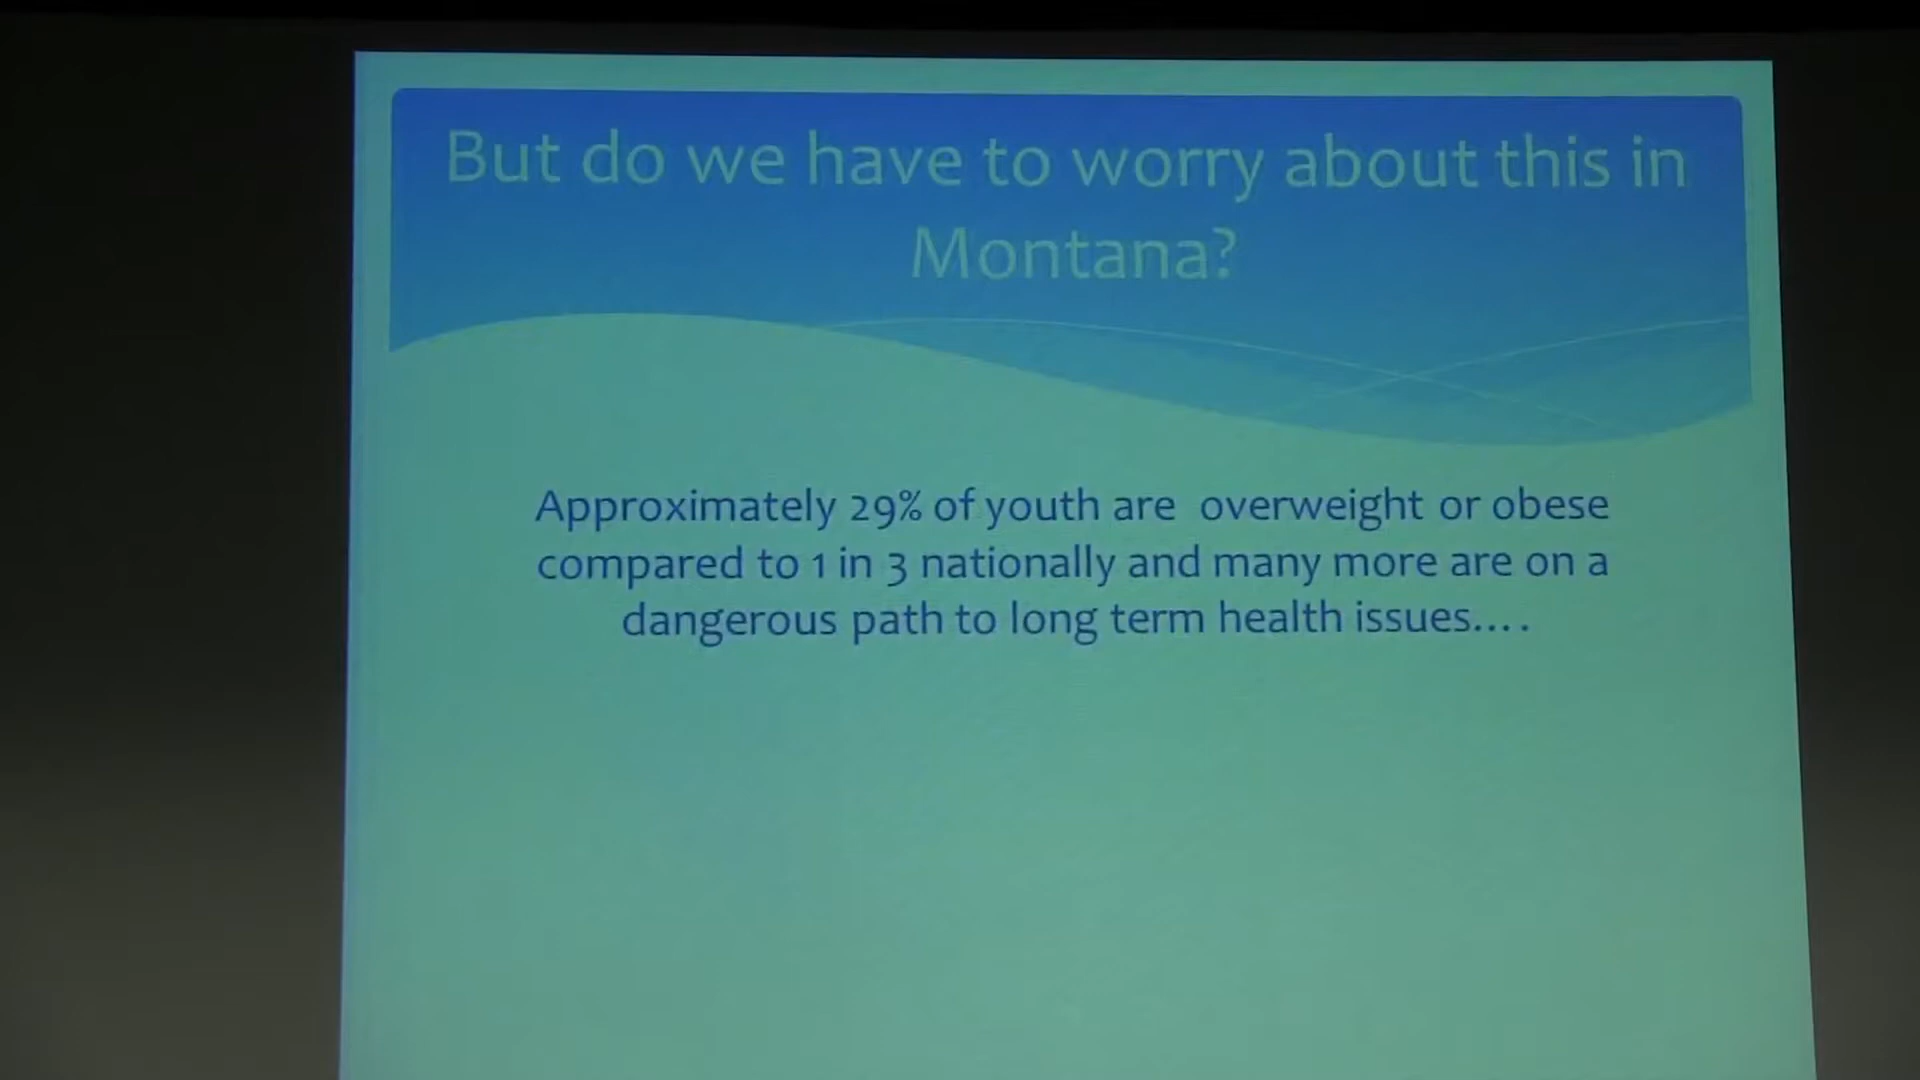 But do we have to worry about this in
Montana?
Approximately 29% of youth are overweight or obese
compared to 1 in 3 nationally and many more are on a
dangerous path to long term health issues....